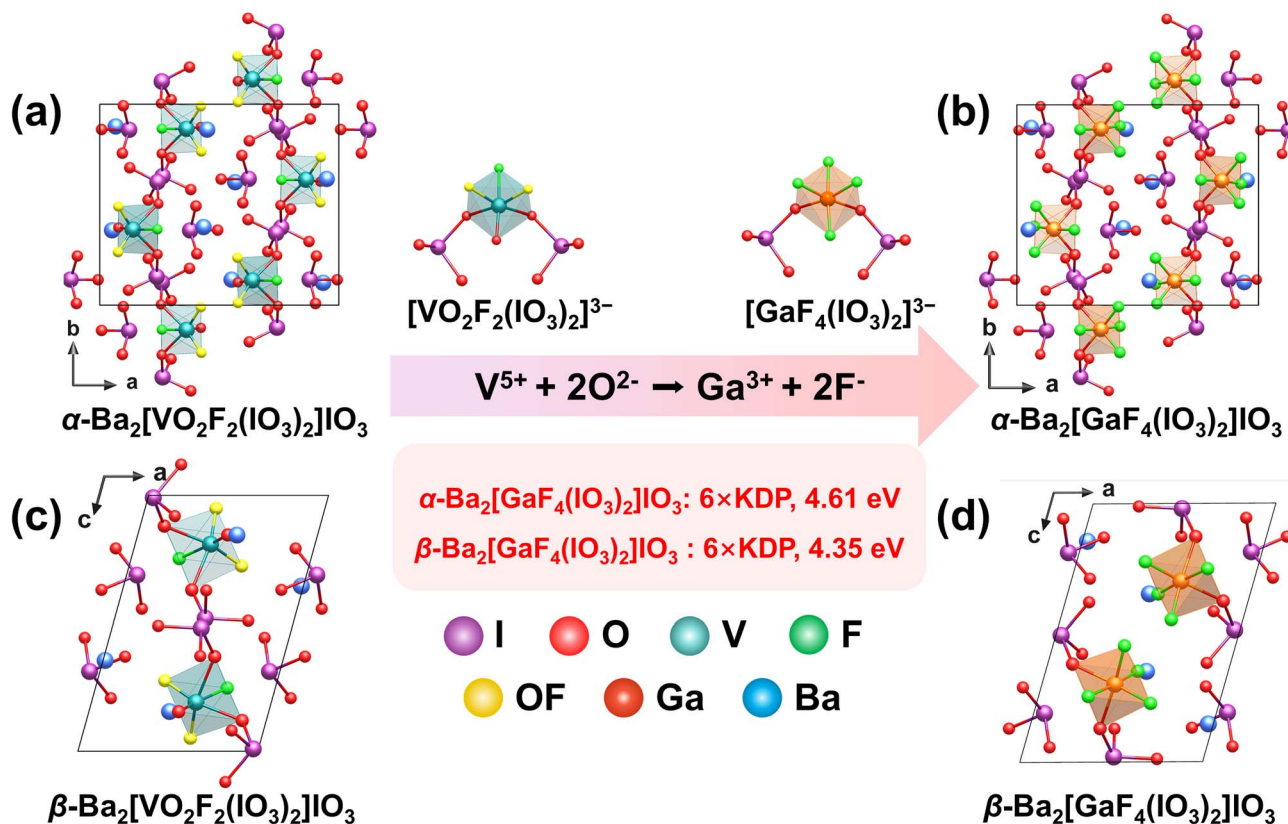 (a)
(b)
b
a
α-Ba₂[VO₂F₂(IO₃)₂]IO₃
[VO₂F₂(IO₃)₂]³⁻
[GaF₄(IO₃)₂]³⁻
V⁵⁺ + 2O²⁻ → Ga³⁺ + 2F⁻
b
a
α-Ba₂[GaF₄(IO₃)₂]IO₃
(c)
c
a
β-Ba₂[VO₂F₂(IO₃)₂]IO₃
α-Ba₂[GaF₄(IO₃)₂]IO₃: 6×KDP, 4.61 eV
β-Ba₂[GaF₄(IO₃)₂]IO₃ : 6×KDP, 4.35 eV
I O V F
OF Ga Ba
(d)
c
a
β-Ba₂[GaF₄(IO₃)₂]IO₃